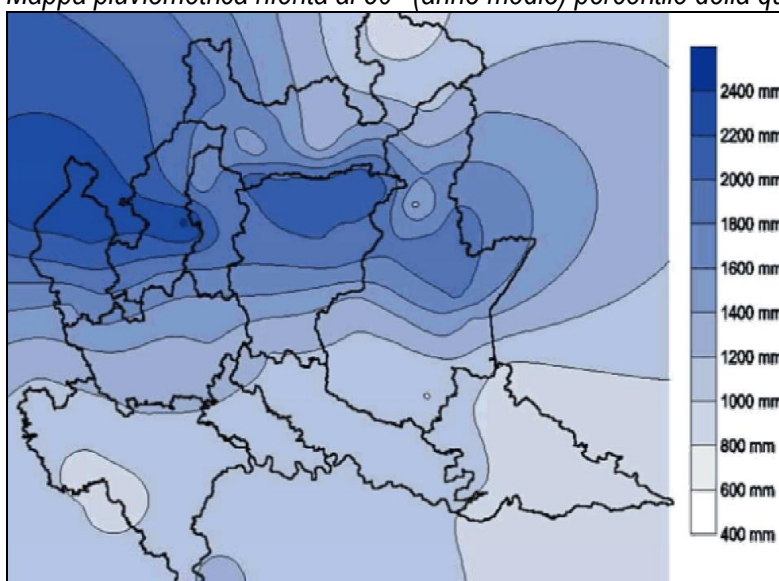 Mappa pluviometrica riferita al 50° (anno medio) percentile della qu
2400 mm
2200 mm
2000 mm
1800 mm
1600 mm
1400 mm
1200 mm
1000 mm
800 mm
600 mm
400 mm